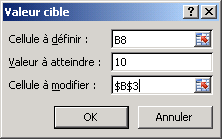 Valeur cible
Cellule à définir : B8
Valeur à atteindre : 10
Cellule à modifier : $B$3
OK Annuler